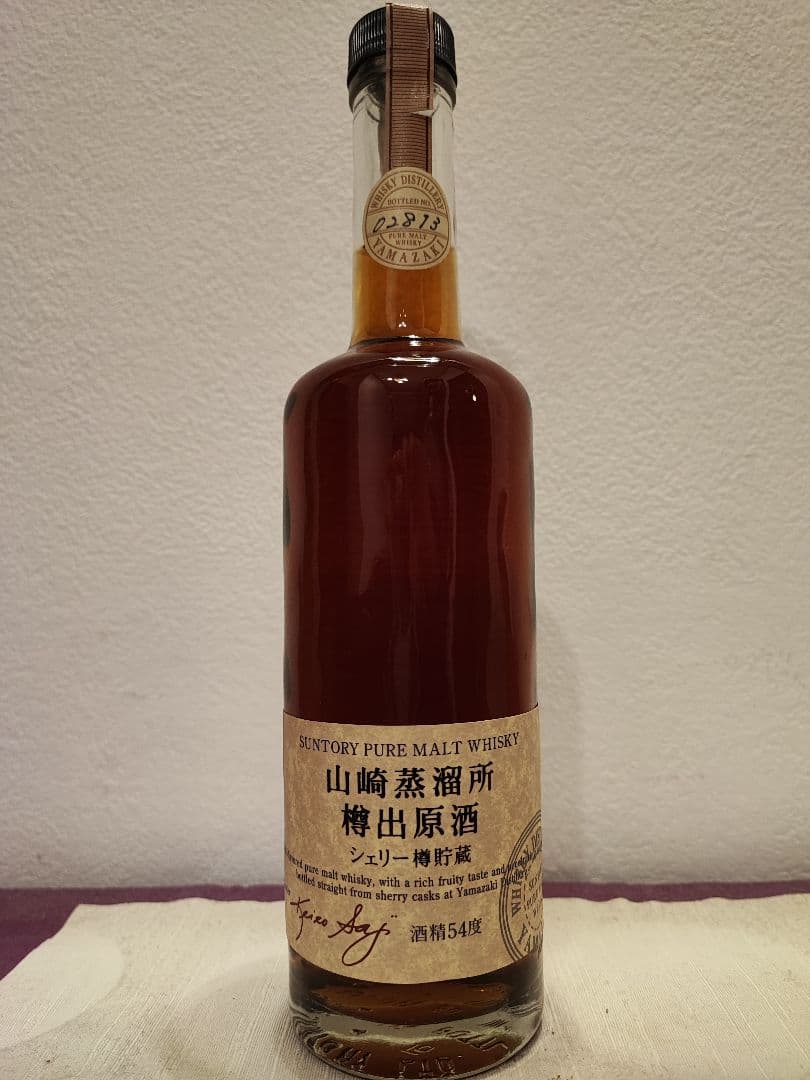 WHISKY DISTILLERY
BOTTLED NO.
02813
PURE MALT
WHISKY
YAMAZAKI
SUNTORY PURE MALT WHISKY
山崎蒸溜所
樽出原酒
シェリー樽貯蔵
pure malt whisky, with a rich fruity taste and
bottled straight from sherry casks at Yamazaki
Keizo Saji
酒精54度